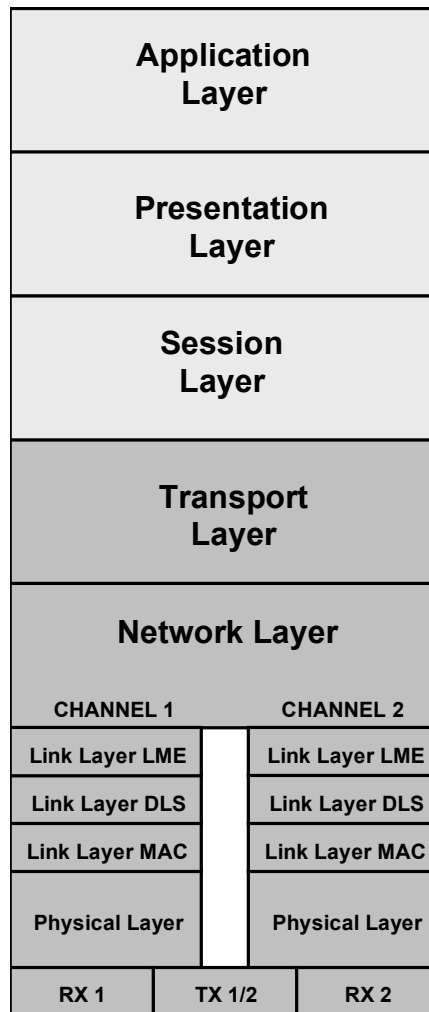 Application
Layer
Presentation
Layer
Session
Layer
Transport
Layer
Network Layer
CHANNEL 1 CHANNEL 2
Link Layer LME Link Layer LME
Link Layer DLS Link Layer DLS
Link Layer MAC Link Layer MAC
Physical Layer Physical Layer
RX 1 TX 1/2 RX 2